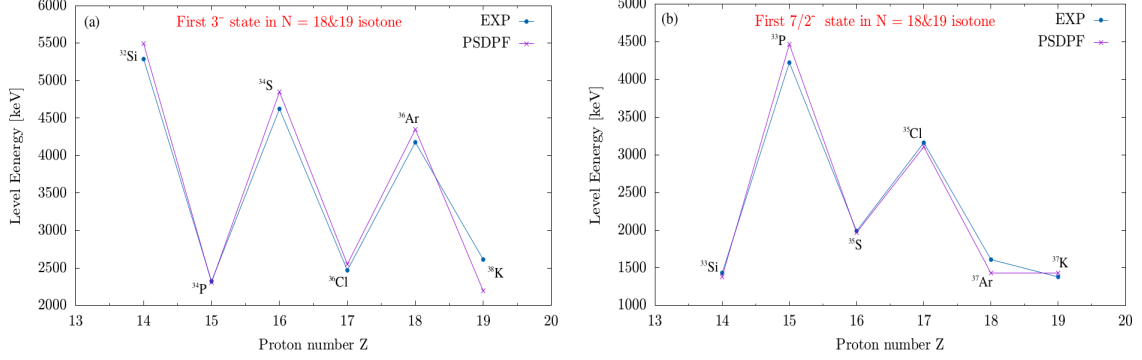 (a)
First 3⁻ state in N = 18&19 isotone
EXP
PSDPF
Level Eenergy [keV]
6000
5500
5000
4500
4000
3500
3000
2500
2000
³²Si
³⁴P
³⁴S
³⁶Cl
³⁶Ar
³⁸K
13
14
15
16
17
18
19
20
Proton number Z
(b)
First 7/2⁻ state in N = 18&19 isotone
EXP
PSDPF
Level Eenergy [keV]
5000
4500
4000
3500
3000
2500
2000
1500
1000
³³Si
³³P
³⁵S
³⁵Cl
³⁷Ar
³⁷K
13
14
15
16
17
18
19
20
Proton number Z